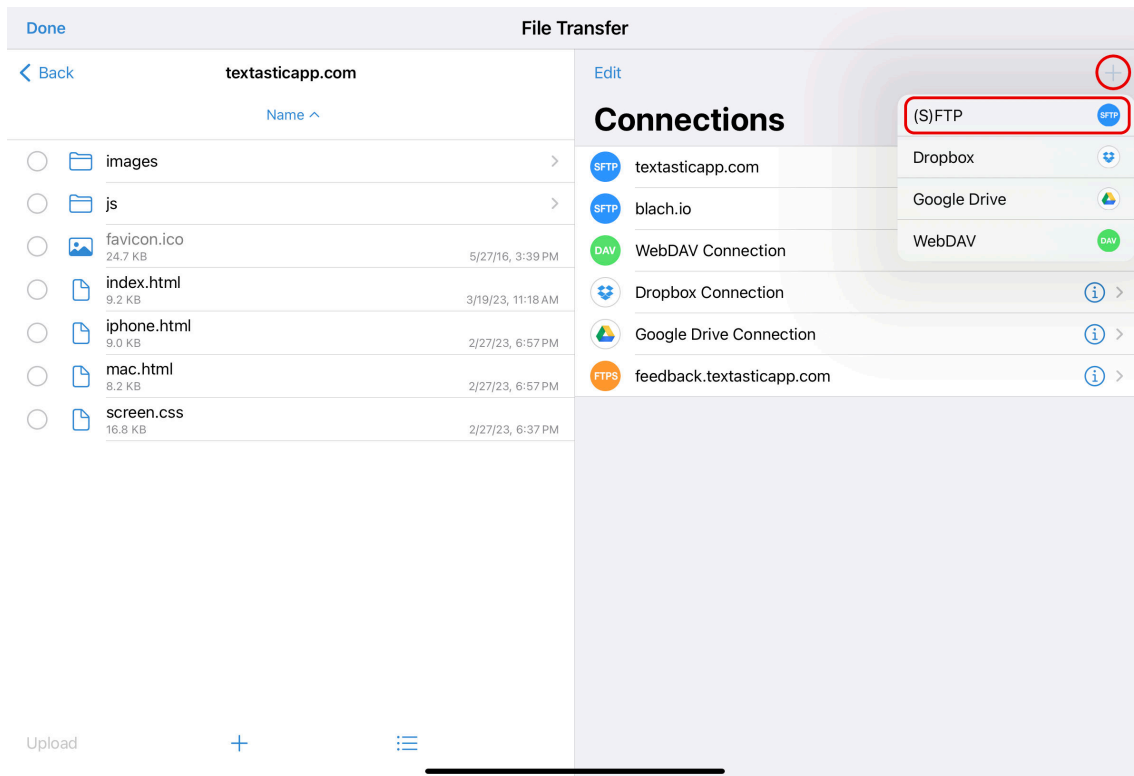 Done
File Transfer
Back
textasticapp.com
Name
images
js
favicon.ico
24.7 KB
5/27/16, 3:39 PM
index.html
9.2 KB
3/19/23, 11:18 AM
iphone.html
9.0 KB
2/27/23, 6:57 PM
mac.html
8.2 KB
2/27/23, 6:57 PM
screen.css
16.8 KB
2/27/23, 6:37 PM
Upload
Edit
Connections
(S)FTP
SFTP
Dropbox
Google Drive
WebDAV
DAV
SFTP
textasticapp.com
SFTP
blach.io
DAV
WebDAV Connection
Dropbox Connection
Google Drive Connection
FTPS
feedback.textasticapp.com